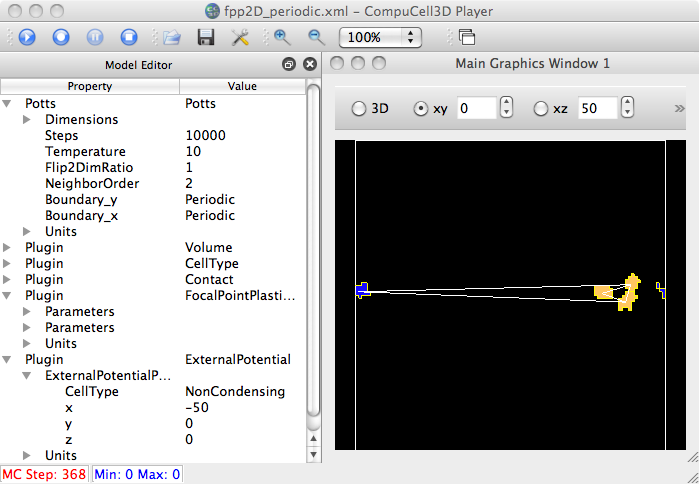 fpp2D_periodic.xml – CompuCell3D Player
100%
Model Editor
Main Graphics Window 1
Property Value
3D xy 0 xz 50 »
Potts Potts
Dimensions
Steps 10000
Temperature 10
Flip2DimRatio 1
NeighborOrder 2
Boundary_y Periodic
Boundary_x Periodic
Units
Plugin Volume
Plugin CellType
Plugin Contact
Plugin FocalPointPlasti...
Parameters
Parameters
Units
Plugin ExternalPotential
ExternalPotentialP...
CellType NonCondensing
x -50
y 0
z 0
Units
MC Step: 368 Min: 0 Max: 0